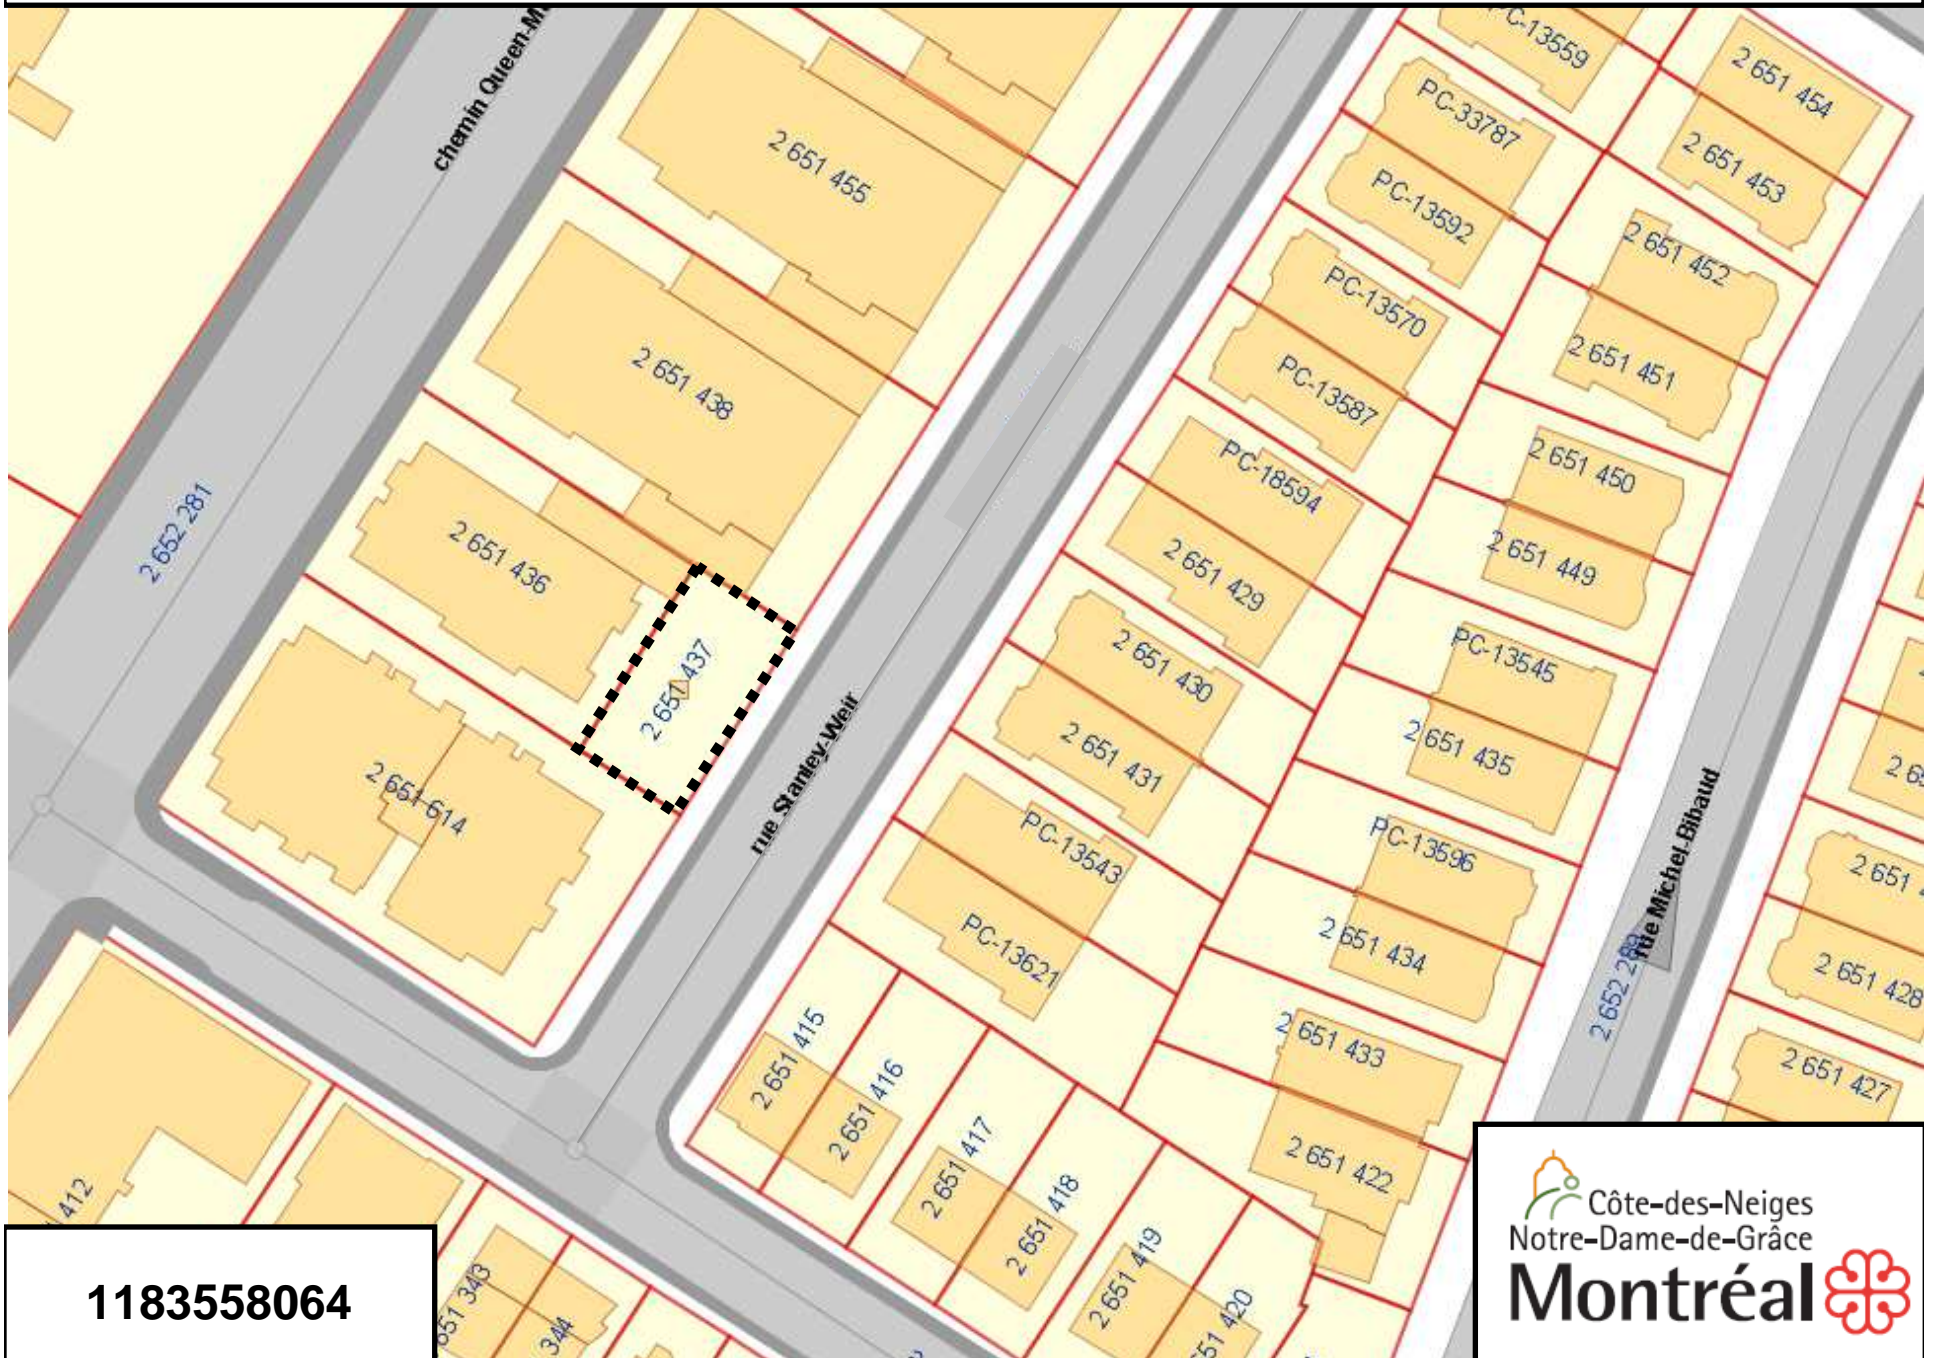 chemin Queen-M
PC-13559
2 651 454
PC-33787
2 651 453
2 651 455
PC-13592
2 651 452
PC-13570
2 651 451
2 651 438
PC-13587
2 651 450
PC-18594
2 652 281
2 651 436
2 651 449
2 651 429
2 651 430
PC-13545
2 651 437
2 651 435
2 651 431
rue Stanley-Weir
2 651 614
PC-13543
PC-13596
rue Michel-Bibaud
2 651 434
PC-13621
2 651 428
2 651 415
2 651 433
2 651 416
2 651 427
2 651 417
2 651 422
2 651 418
412
2 651 419
651 343
344
651 420
1183558064
Côte-des-Neiges
Notre-Dame-de-Grâce
Montréal